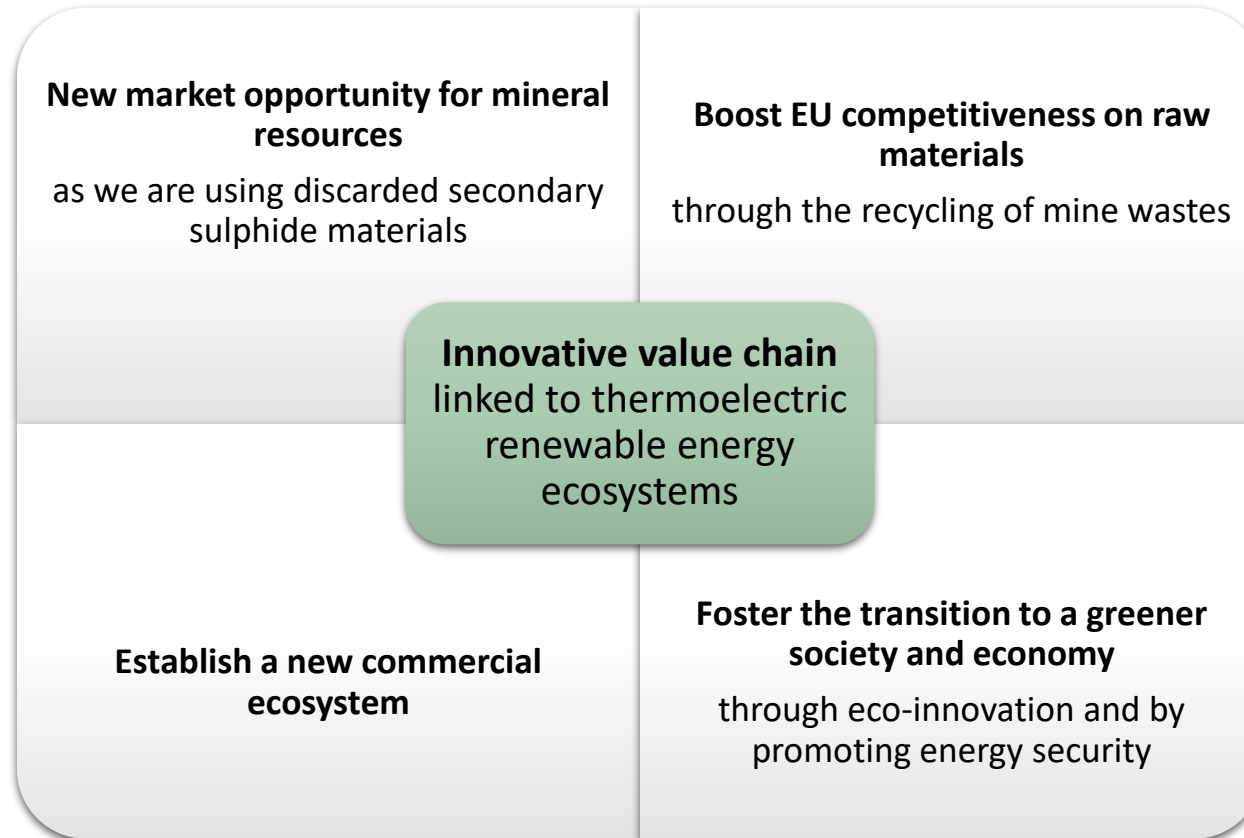 New market opportunity for mineral
resources
as we are using discarded secondary
sulphide materials
Boost EU competitiveness on raw
materials
through the recycling of mine wastes
Innovative value chain
linked to thermoelectric
renewable energy
ecosystems
Establish a new commercial
ecosystem
Foster the transition to a greener
society and economy
through eco-innovation and by
promoting energy security